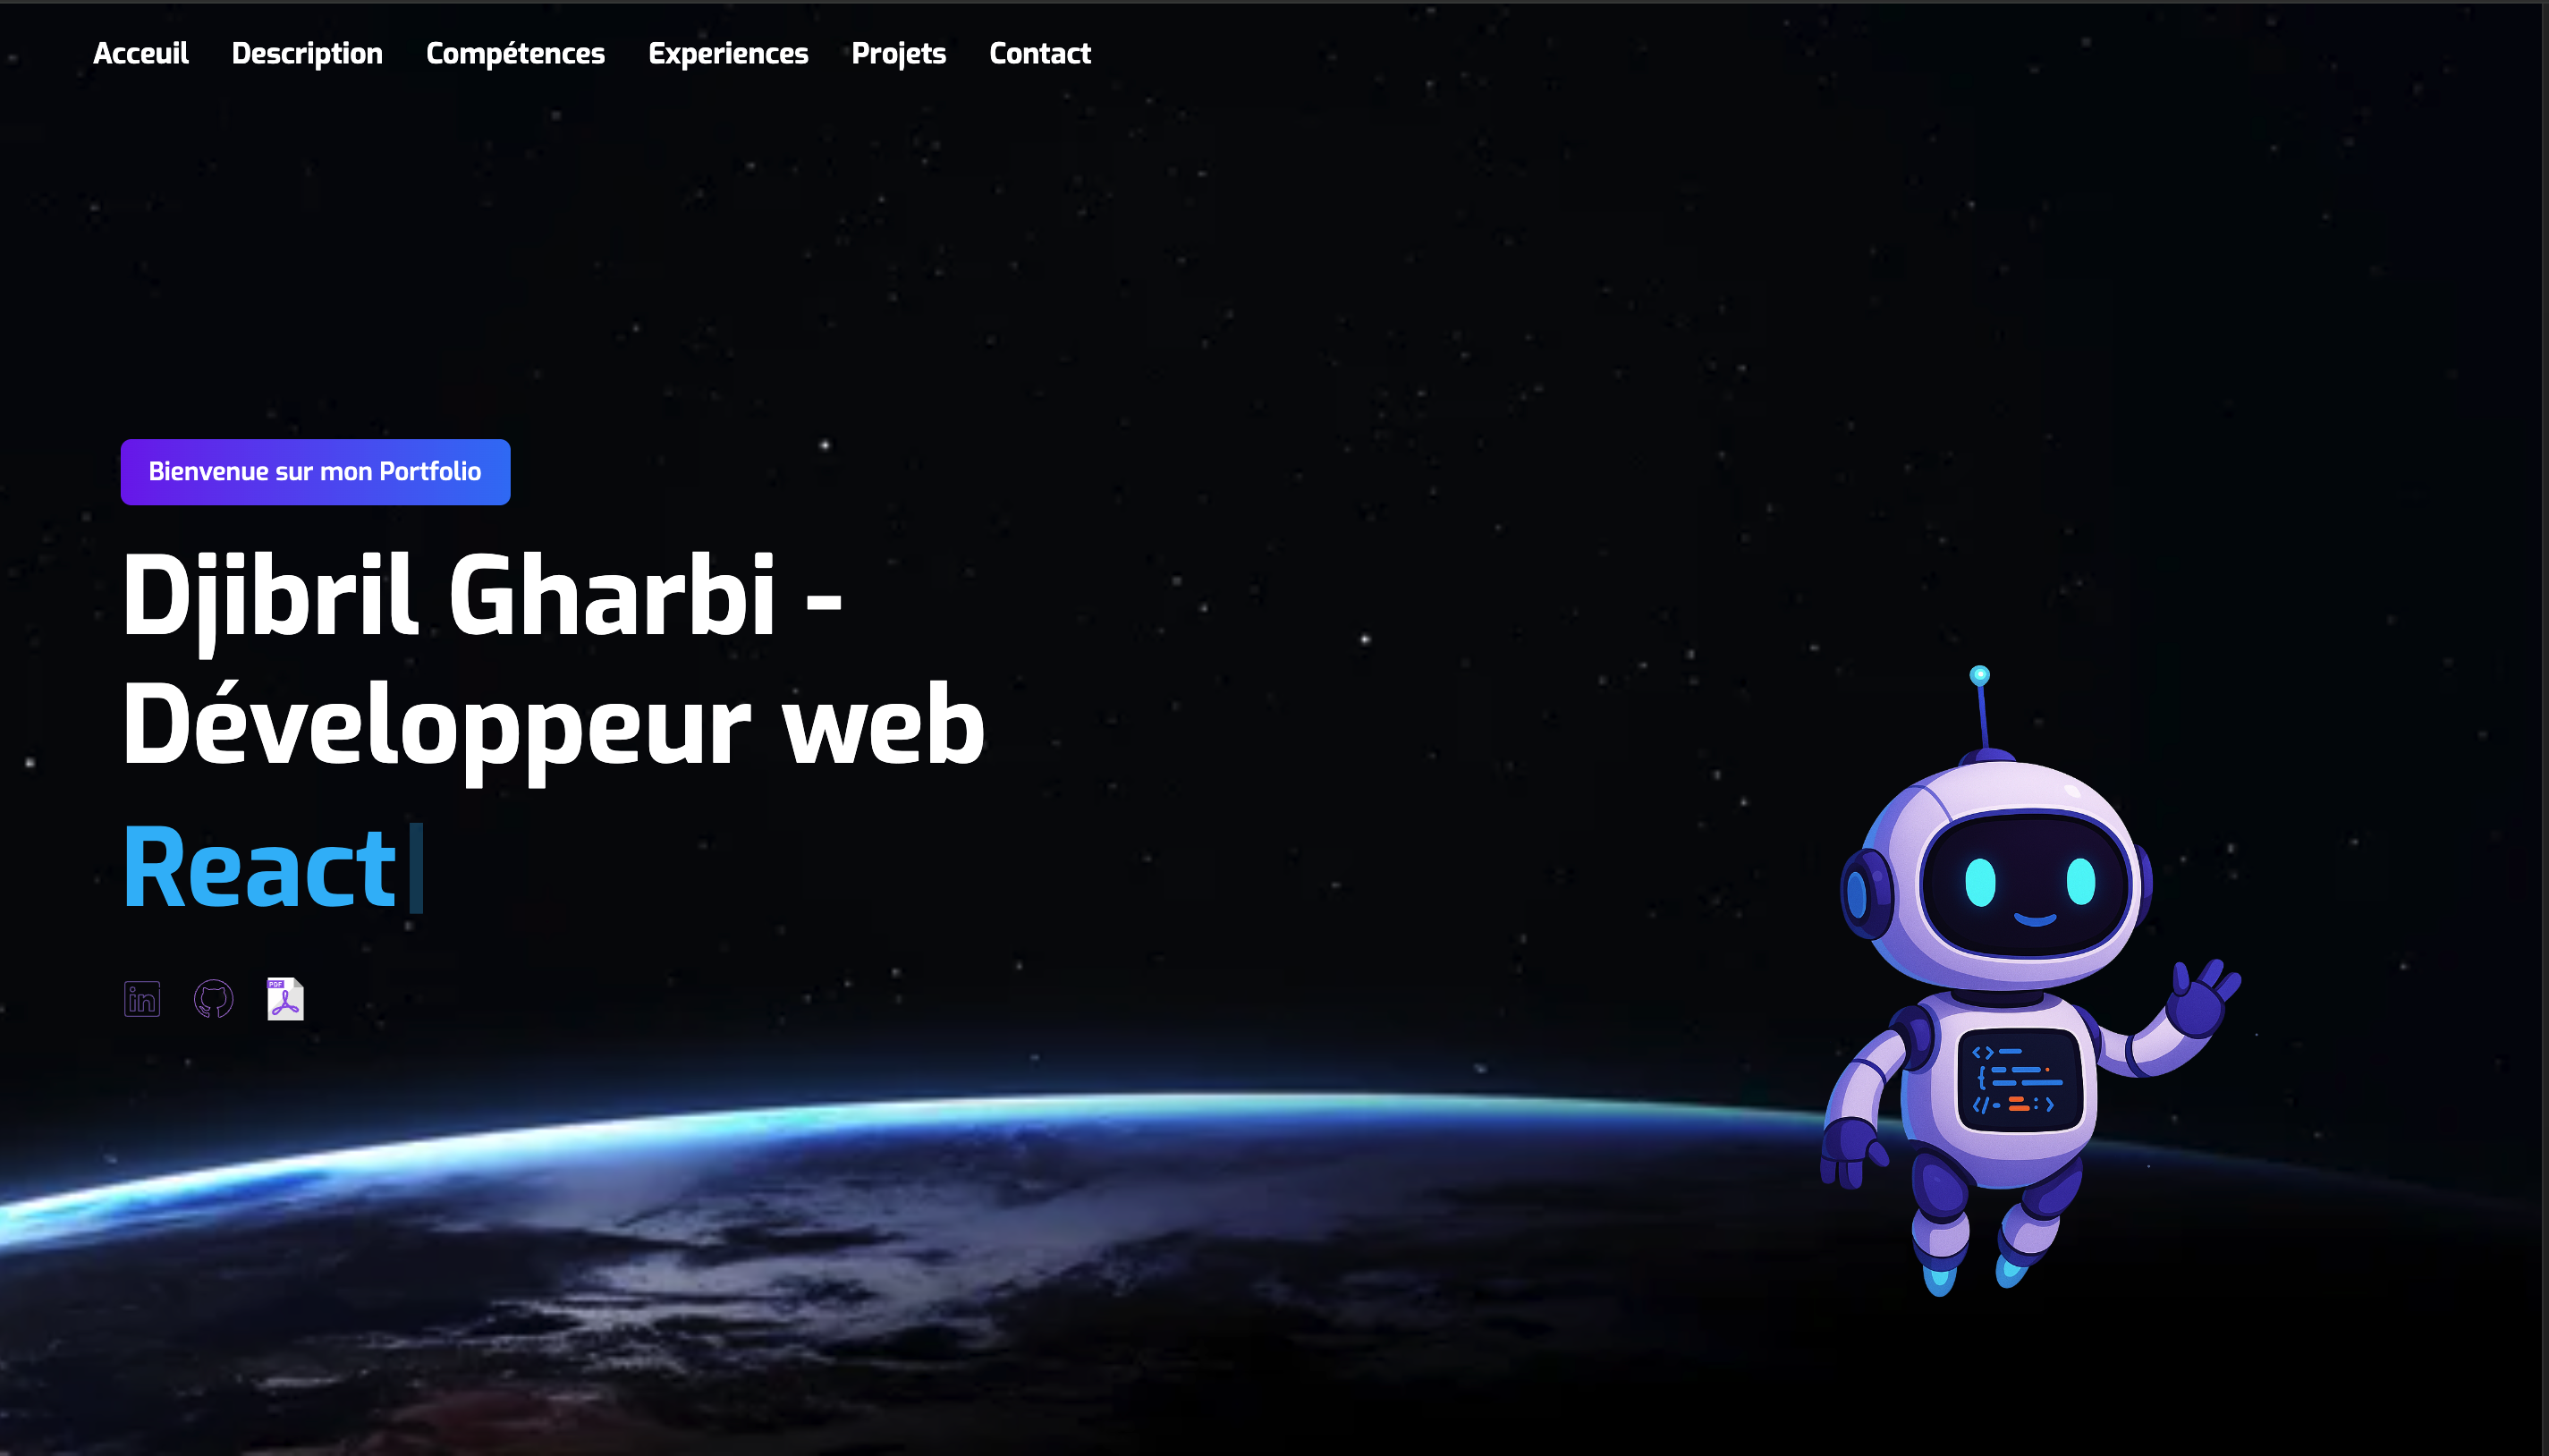 Acceuil Description Compétences Experiences Projets Contact
Bienvenue sur mon Portfolio
Djibril Gharbi -
Développeur web
React
in
PDF